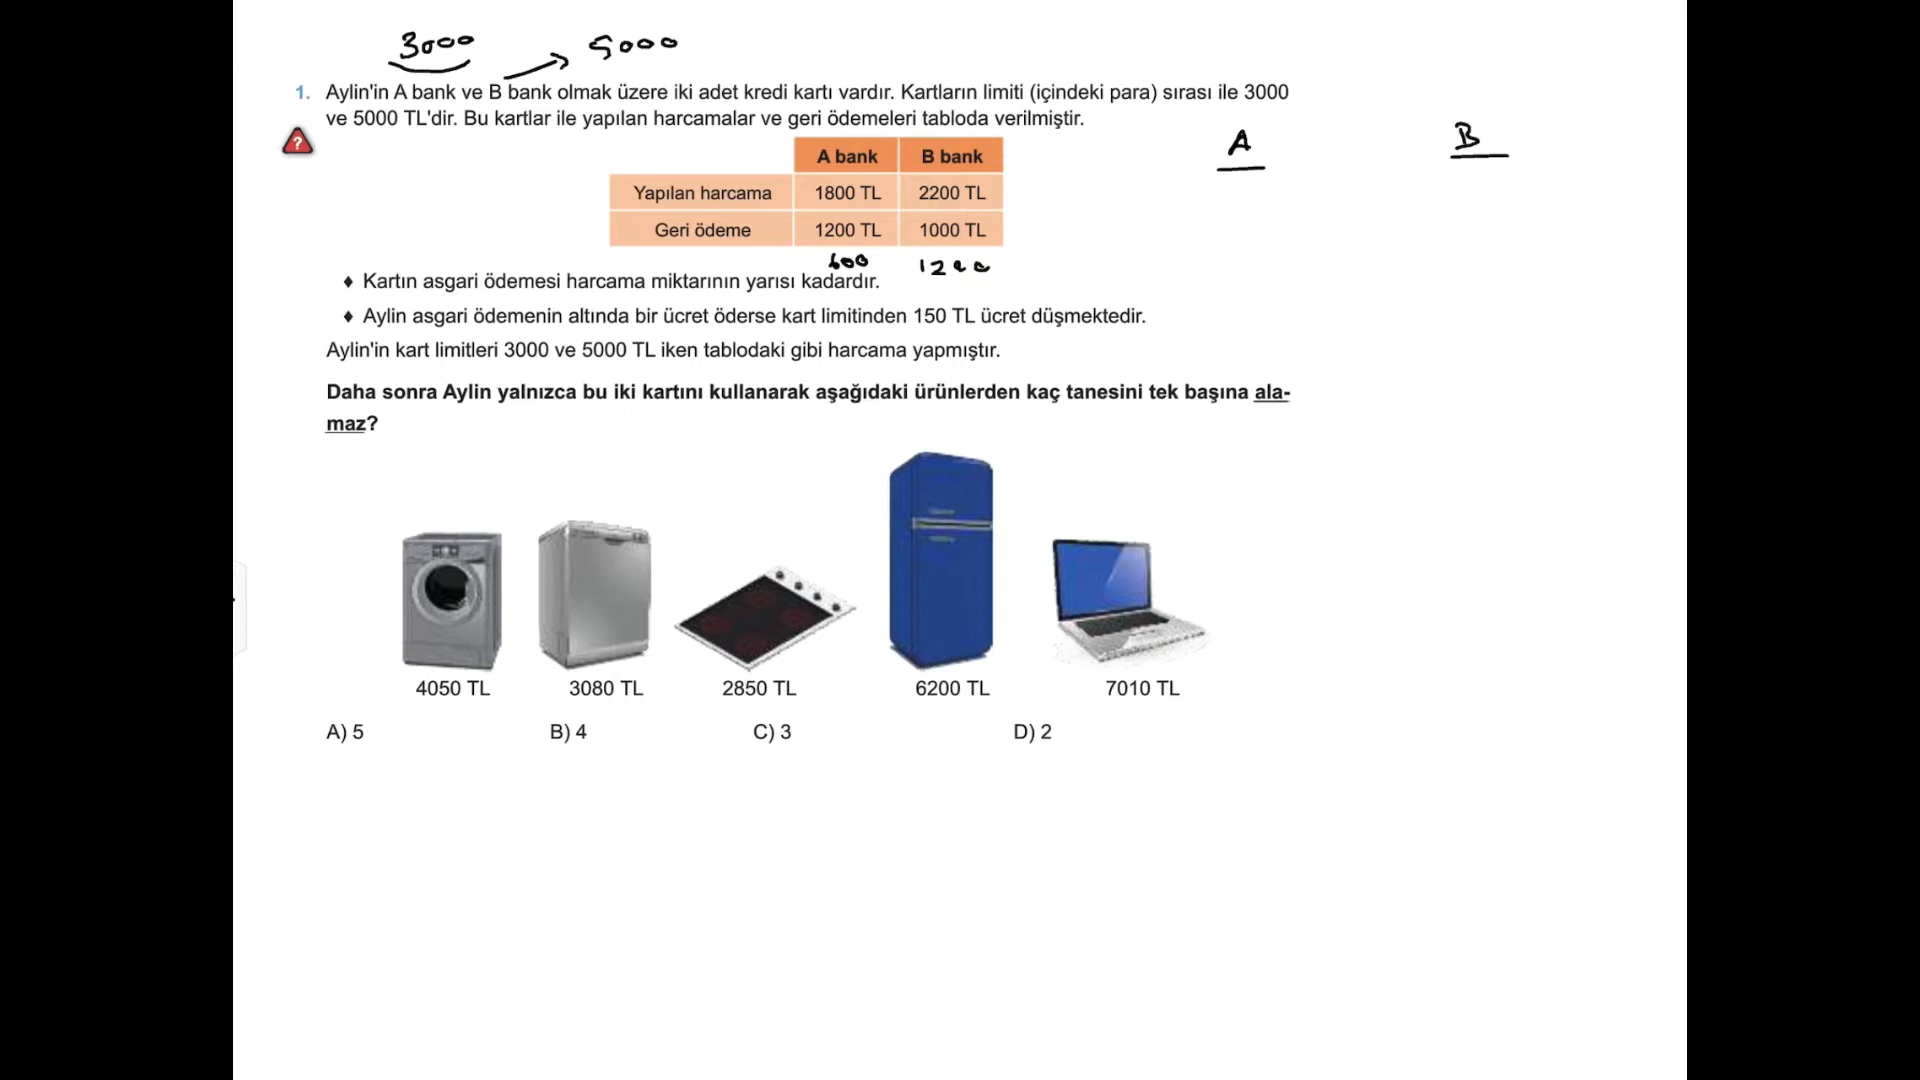 3000 5000
1. Aylin'in A bank ve B bank olmak üzere iki adet kredi kartı vardır. Kartların limiti (içindeki para) sırası ile 3000
ve 5000 TL'dir. Bu kartlar ile yapılan harcamalar ve geri ödemeleri tabloda verilmiştir.
?
A B
A bank B bank
Yapılan harcama 1800 TL 2200 TL
Geri ödeme 1200 TL 1000 TL
600 1200
♦ Kartın asgari ödemesi harcama miktarının yarısı kadardır.
♦ Aylin asgari ödemenin altında bir ücret öderse kart limitinden 150 TL ücret düşmektedir.
Aylin'in kart limitleri 3000 ve 5000 TL iken tablodaki gibi harcama yapmıştır.
Daha sonra Aylin yalnızca bu iki kartını kullanarak aşağıdaki ürünlerden kaç tanesini tek başına ala-
maz?
4050 TL 3080 TL 2850 TL 6200 TL 7010 TL
A) 5 B) 4 C) 3 D) 2